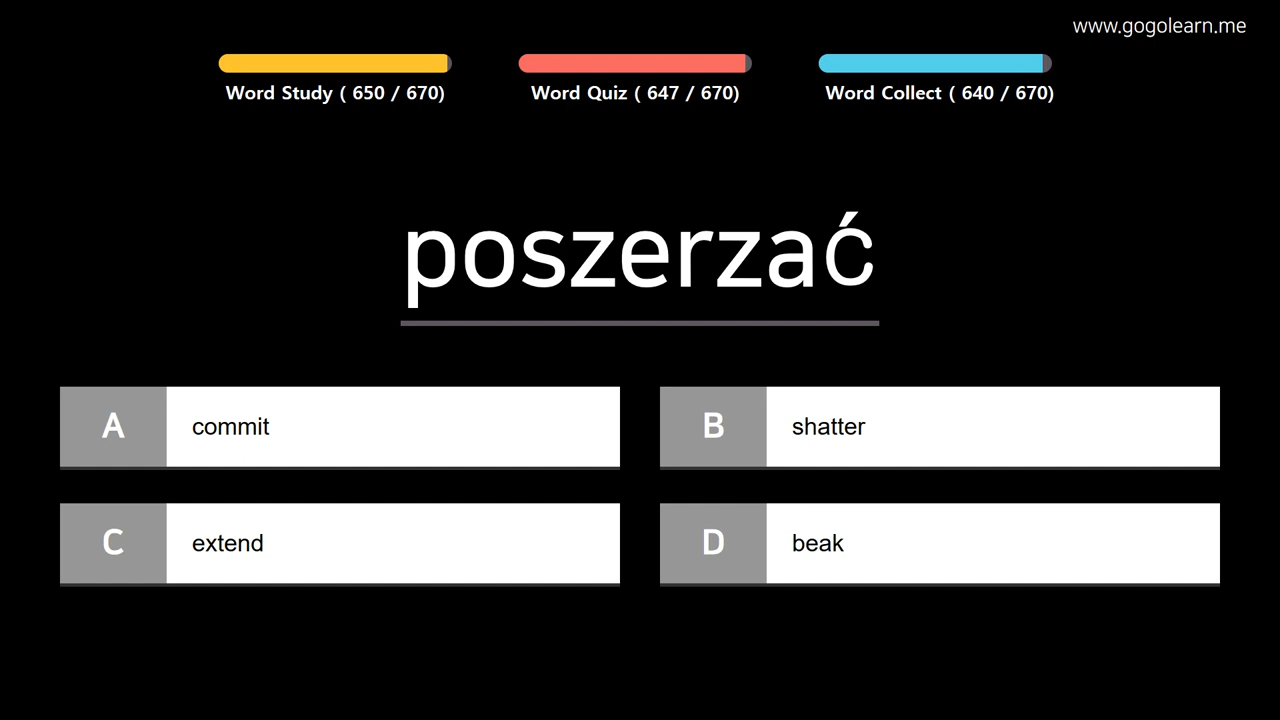 www.gogolearn.me
Word Study ( 650 / 670)
Word Quiz ( 647 / 670)
Word Collect ( 640 / 670)
poszerzać
A commit
B shatter
C extend
D beak